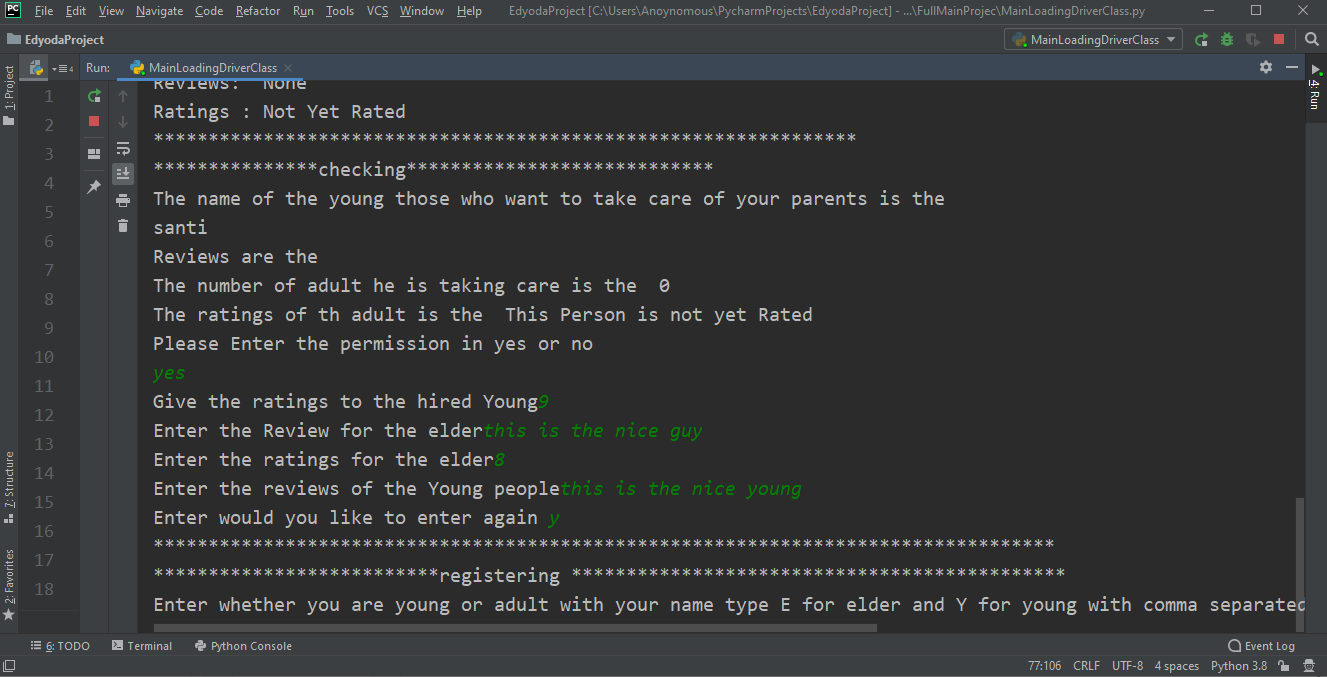 PC File Edit View Navigate Code Refactor Run Tools VCS Window Help EdyodaProject [C:\Users\Anoynomous\PycharmProjects\EdyodaProject] - ...\FullMainProjec\MainLoadingDriverClass.py
EdyodaProject MainLoadingDriverClass
1: Project
4 Run: MainLoadingDriverClass
4: Run
1
2
3
4
5
6
7
8
9
10
11
12
13
14
15
16
17
18
Reviews: None
Ratings : Not Yet Rated
****************************************************************
***************checking****************************
The name of the young those who want to take care of your parents is the
santi
Reviews are the
The number of adult he is taking care is the  0
The ratings of th adult is the  This Person is not yet Rated
Please Enter the permission in yes or no
yes
Give the ratings to the hired Young9
Enter the Review for the elderthis is the nice guy
Enter the ratings for the elder8
Enter the reviews of the Young peoplethis is the nice young
Enter would you like to enter again y
**********************************************************************************
**************************registering *********************************************
Enter whether you are young or adult with your name type E for elder and Y for young with comma separated
7: Structure
2: Favorites
6: TODO Terminal Python Console Event Log
77:106 CRLF UTF-8 4 spaces Python 3.8